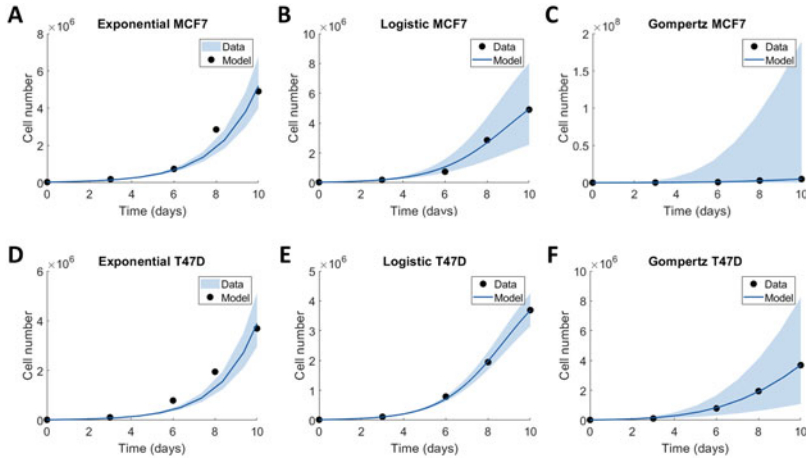 A
Exponential MCF7
×10^6
8
6
4
2
0
Cell number
0 2 4 6 8 10
Time (days)
Data
Model
B
Logistic MCF7
×10^6
10
8
6
4
2
0
Cell number
0 2 4 6 8 10
Time (days)
Data
Model
C
Gompertz MCF7
×10^8
2
1.5
1
0.5
0
Cell number
0 2 4 6 8 10
Time (days)
Data
Model
D
Exponential T47D
×10^6
6
4
2
0
Cell number
0 2 4 6 8 10
Time (days)
Data
Model
E
Logistic T47D
×10^6
5
4
3
2
1
0
Cell number
0 2 4 6 8 10
Time (days)
Data
Model
F
Gompertz T47D
×10^6
10
8
6
4
2
0
Cell number
0 2 4 6 8 10
Time (days)
Data
Model